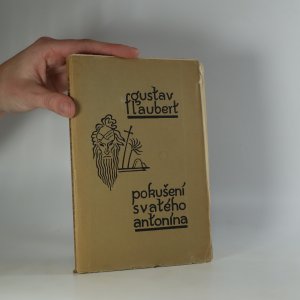 gustav
flaubert
pokušení
svatého
antonína